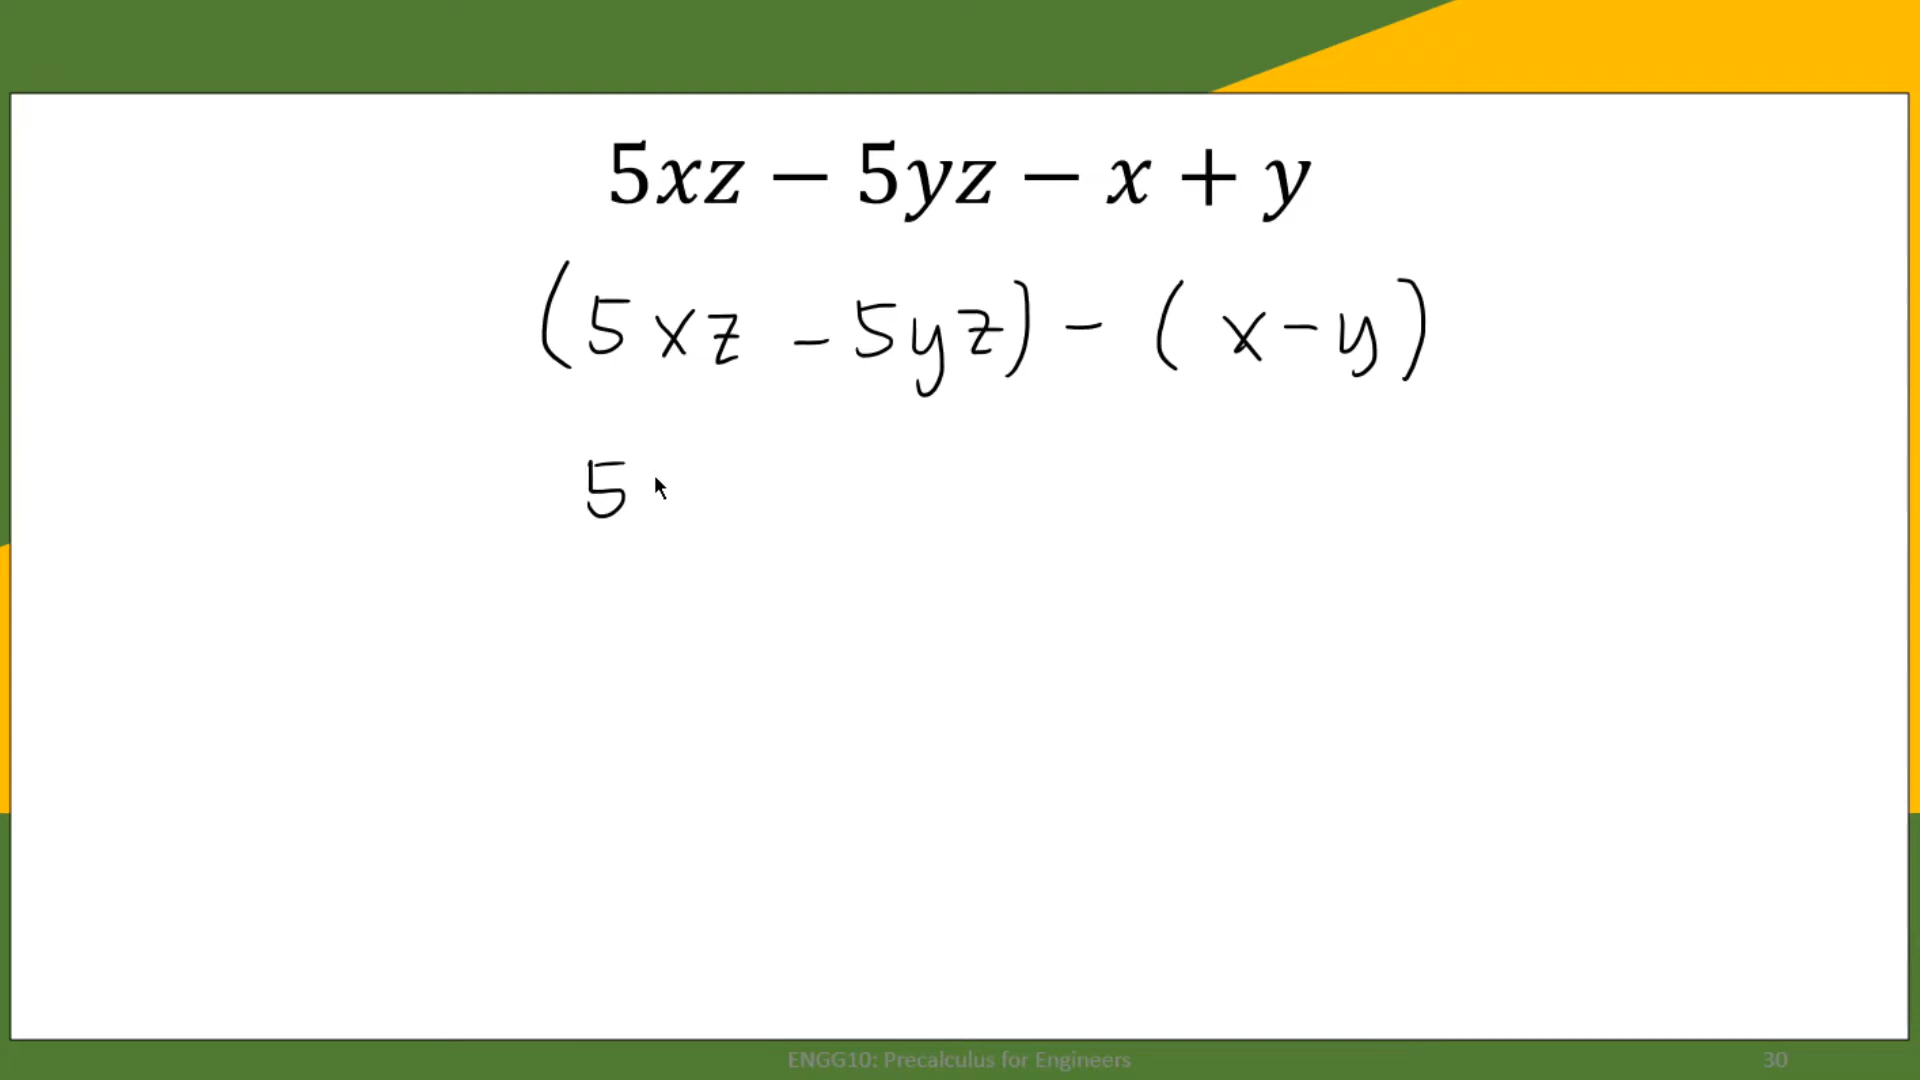 5xz − 5yz − x + y
(5xz - 5yz) - (x-y)
5
ENGG10: Precalculus for Engineers
30